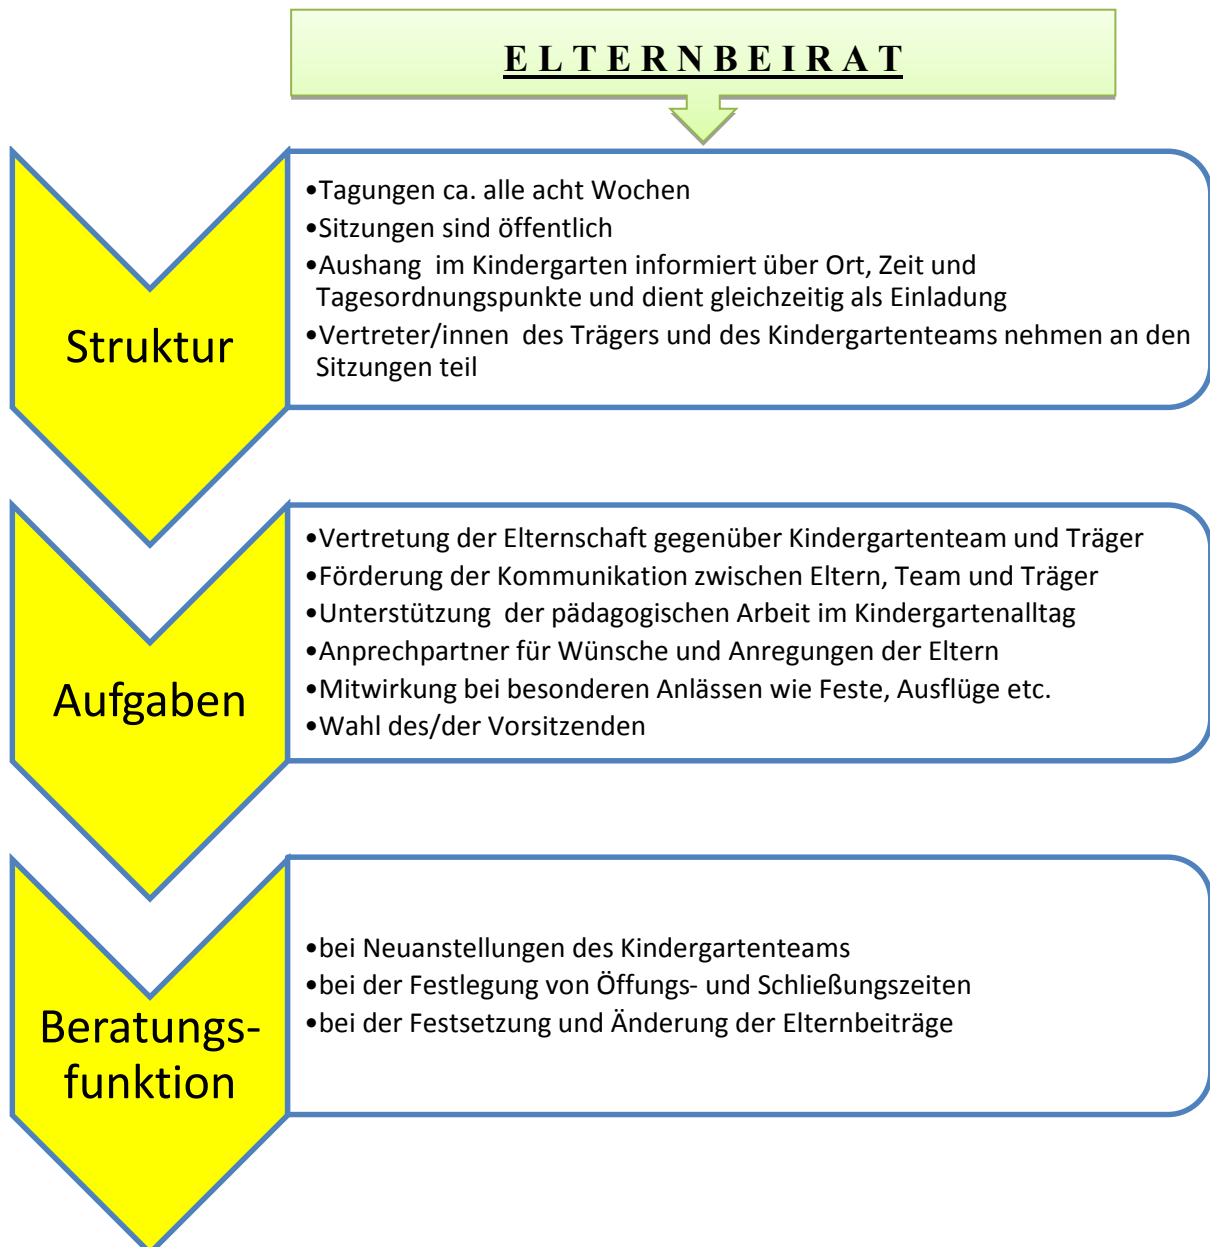 E L T E R N B E I R A T
Struktur
•Tagungen ca. alle acht Wochen
•Sitzungen sind öffentlich
•Aushang  im Kindergarten informiert über Ort, Zeit und
Tagesordnungspunkte und dient gleichzeitig als Einladung
•Vertreter/innen  des Trägers und des Kindergartenteams nehmen an den
Sitzungen teil
Aufgaben
•Vertretung der Elternschaft gegenüber Kindergartenteam und Träger
•Förderung der Kommunikation zwischen Eltern, Team und Träger
•Unterstützung  der pädagogischen Arbeit im Kindergartenalltag
•Anprechpartner für Wünsche und Anregungen der Eltern
•Mitwirkung bei besonderen Anlässen wie Feste, Ausflüge etc.
•Wahl des/der Vorsitzenden
Beratungs-
funktion
•bei Neuanstellungen des Kindergartenteams
•bei der Festlegung von Öffungs- und Schließungszeiten
•bei der Festsetzung und Änderung der Elternbeiträge